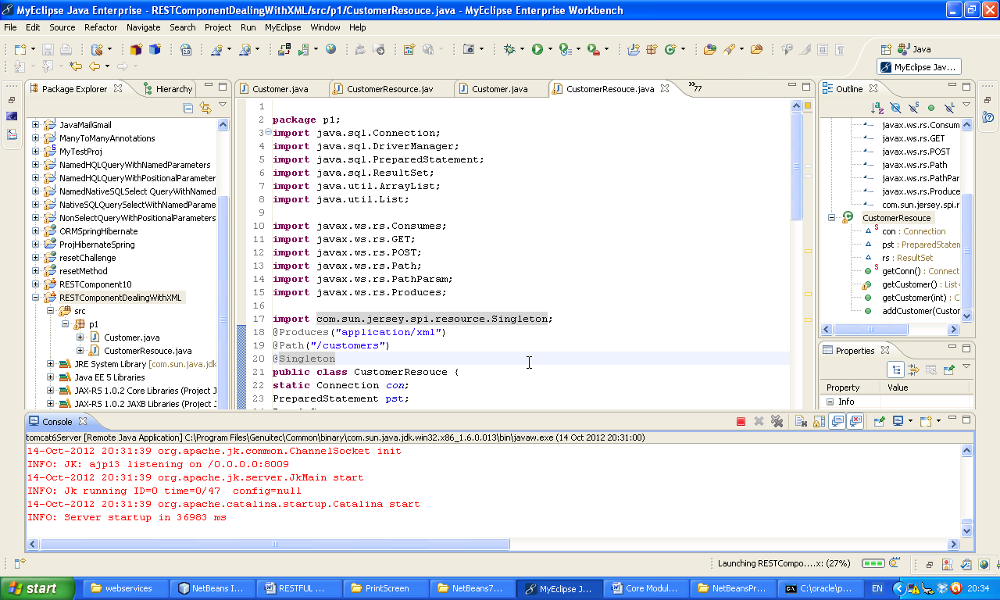 MyEclipse Java Enterprise - RESTComponentDealingWithXML/src/p1/CustomerResouce.java - MyEclipse Enterprise Workbench
File Edit Source Refactor Navigate Search Project Run MyEclipse Window Help
Java
MyEclipse Jav...
Package Explorer
Hierarchy
JavaMailGmail
ManyToManyAnnotations
MyTestProj
NamedHQLQueryWithNamedParameters
NamedHQLQueryWithPositionalParameter
NamedNativeSQLSelect QueryWithNamed
NativeSQLQuerySelectWithNamedParame
NonSelectQueryWithPositionalParameters
ORMSpringHibernate
ProjHibernateSpring
resetChallenge
resetMethod
RESTComponent10
RESTComponentDealingWithXML
src
p1
Customer.java
CustomerResouce.java
JRE System Library [com.sun.java.jdk
Java EE 5 Libraries
JAX-RS 1.0.2 Core Libraries (Project J
JAX-RS 1.0.2 JAXB Libraries (Project J
Customer.java CustomerResource.jav Customer.java CustomerResouce.java »77
1
2 package p1;
3 import java.sql.Connection;
4 import java.sql.DriverManager;
5 import java.sql.PreparedStatement;
6 import java.sql.ResultSet;
7 import java.util.ArrayList;
8 import java.util.List;
9
10 import javax.ws.rs.Consumes;
11 import javax.ws.rs.GET;
12 import javax.ws.rs.POST;
13 import javax.ws.rs.Path;
14 import javax.ws.rs.PathParam;
15 import javax.ws.rs.Produces;
16
17 import com.sun.jersey.spi.resource.Singleton;
18 @Produces("application/xml")
19 @Path("/customers")
20 @Singleton
21 public class CustomerResouce {
22 static Connection con;
23 PreparedStatement pst;
Outline
javax.ws.rs.Consum
javax.ws.rs.GET
javax.ws.rs.POST
javax.ws.rs.Path
javax.ws.rs.PathPar
javax.ws.rs.Produce
com.sun.jersey.spi.r
CustomerResouce
con : Connection
pst : PreparedStaten
rs : ResultSet
getConn() : Connect
getCustomer() : List
getCustomer(int) : C
addCustomer(Custor
Properties
Property Value
Info
Console
tomcat6Server [Remote Java Application] C:\Program Files\Genuitec\Common\binary\com.sun.java.jdk.win32.x86_1.6.0.013\bin\javaw.exe (14 Oct 2012 20:31:00)
14-Oct-2012 20:31:39 org.apache.jk.common.ChannelSocket init
INFO: JK: ajp13 listening on /0.0.0.0:8009
14-Oct-2012 20:31:39 org.apache.jk.server.JkMain start
INFO: Jk running ID=0 time=0/47  config=null
14-Oct-2012 20:31:39 org.apache.catalina.startup.Catalina start
INFO: Server startup in 36983 ms
Launching RESTCompo....x: (27%)
start webservices NetBeans I... RESTFUL ... PrintScreen NetBeans7... MyEclipse J... Core Modul... NetBeansPr... C:\oracle\p... EN 20:34